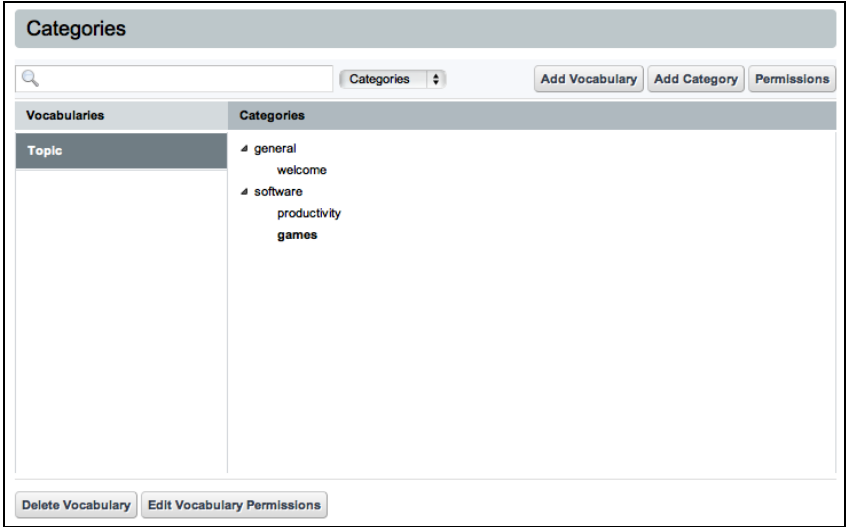 Categories
Categories Add Vocabulary Add Category Permissions
Vocabularies Categories
Topic
general
welcome
software
productivity
games
Delete Vocabulary Edit Vocabulary Permissions